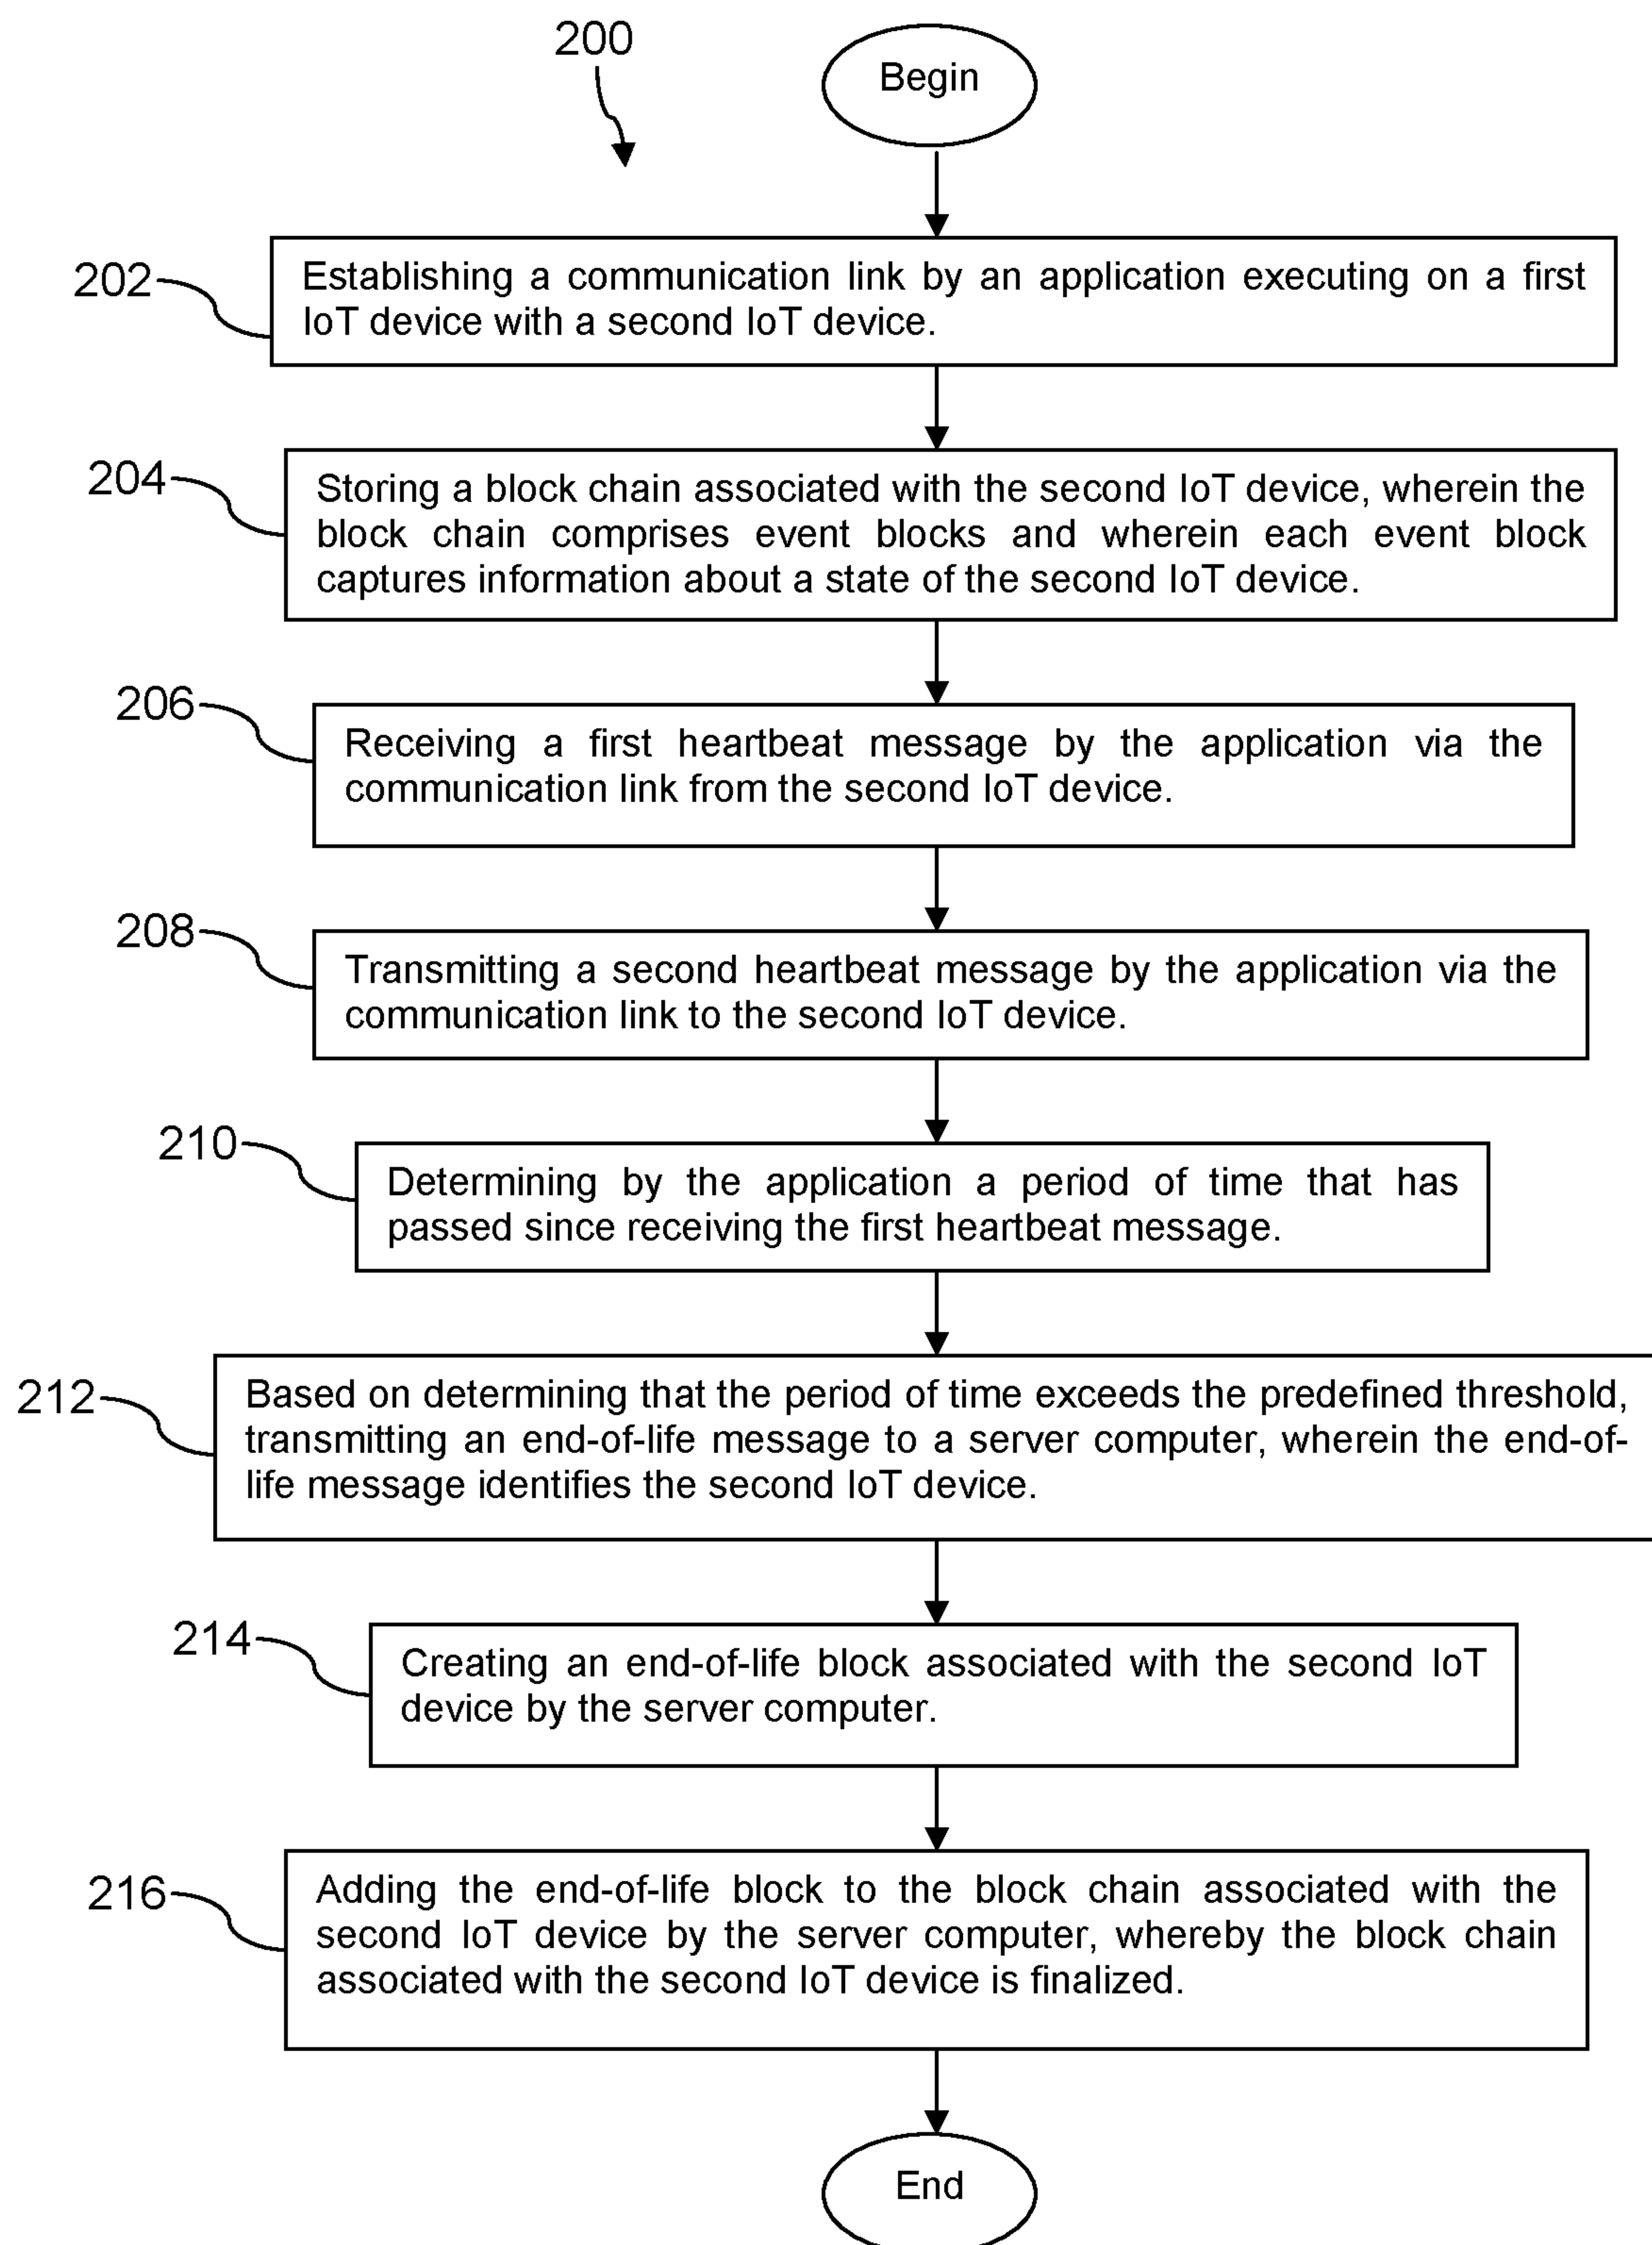 200
Begin
202
Establishing a communication link by an application executing on a first
IoT device with a second IoT device.
204
Storing a block chain associated with the second IoT device, wherein the
block chain comprises event blocks and wherein each event block
captures information about a state of the second IoT device.
206
Receiving a first heartbeat message by the application via the
communication link from the second IoT device.
208
Transmitting a second heartbeat message by the application via the
communication link to the second IoT device.
210
Determining by the application a period of time that has
passed since receiving the first heartbeat message.
212
Based on determining that the period of time exceeds the predefined threshold,
transmitting an end-of-life message to a server computer, wherein the end-of-
life message identifies the second IoT device.
214
Creating an end-of-life block associated with the second IoT
device by the server computer.
216
Adding the end-of-life block to the block chain associated with the
second IoT device by the server computer, whereby the block chain
associated with the second IoT device is finalized.
End